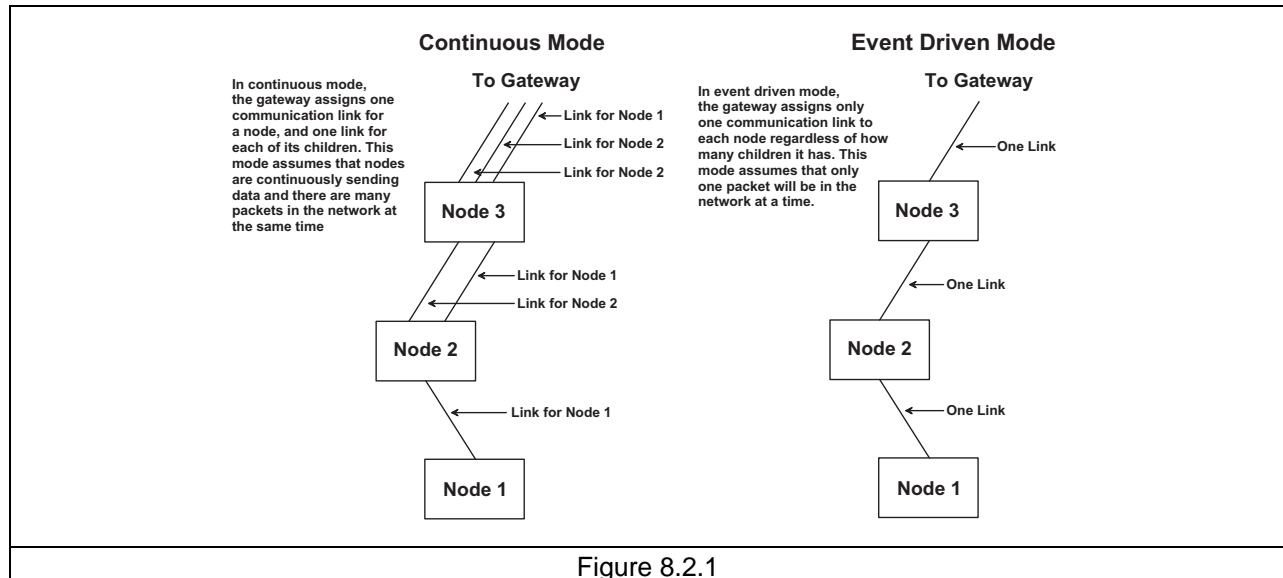 Continuous Mode
To Gateway
In continuous mode,
the gateway assigns one
communication link for
a node, and one link for
each of its children. This
mode assumes that nodes
are continuously sending
data and there are many
packets in the network at
the same time
Link for Node 1
Link for Node 2
Link for Node 2
Node 3
Link for Node 1
Link for Node 2
Node 2
Link for Node 1
Node 1
Event Driven Mode
To Gateway
In event driven mode,
the gateway assigns only
one communication link to
each node regardless of how
many children it has. This
mode assumes that only
one packet will be in the
network at a time.
One Link
Node 3
One Link
Node 2
One Link
Node 1
Figure 8.2.1